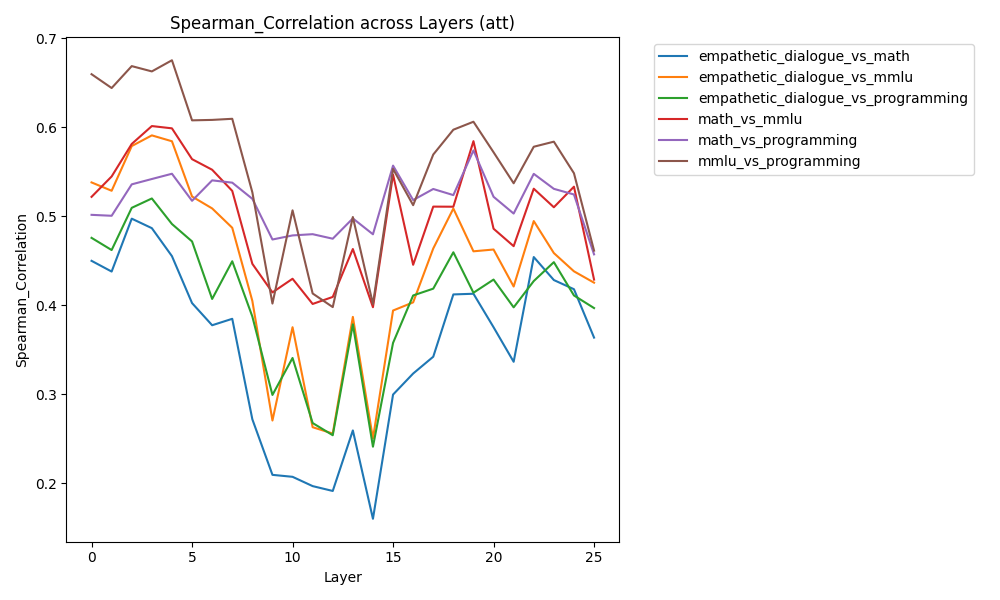 Spearman_Correlation across Layers (att)
empathetic_dialogue_vs_math
empathetic_dialogue_vs_mmlu
empathetic_dialogue_vs_programming
math_vs_mmlu
math_vs_programming
mmlu_vs_programming
Spearman_Correlation
0.7
0.6
0.5
0.4
0.3
0.2
0 5 10 15 20 25
Layer